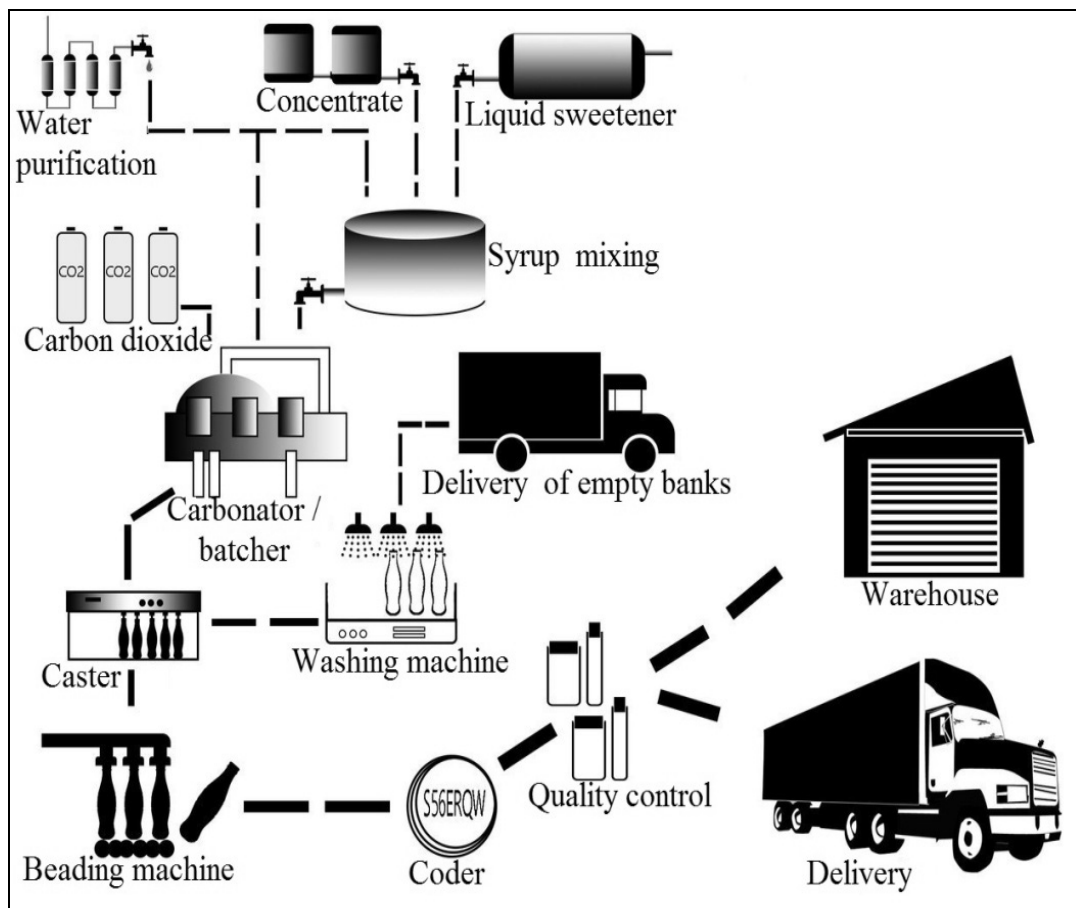 Water
purification
Concentrate
Liquid sweetener
CO2
CO2
CO2
Carbon dioxide
Syrup mixing
Carbonator /
batcher
Delivery of empty banks
Warehouse
Washing machine
Caster
Quality control
S56ERQW
Beading machine
Coder
Delivery